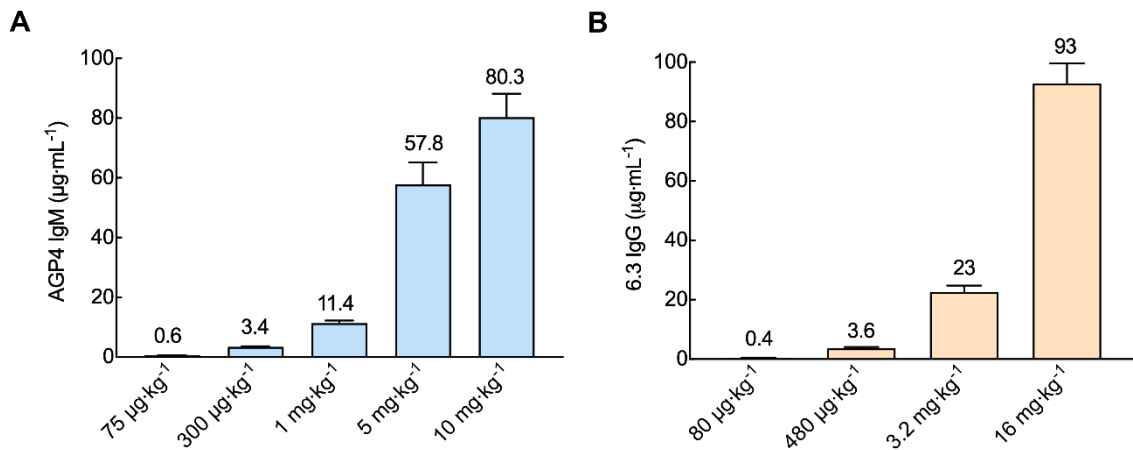 A
AGP4 IgM (µg·mL⁻¹)
100
80
60
40
20
0
0.6
3.4
11.4
57.8
80.3
75 µg·kg⁻¹
300 µg·kg⁻¹
1 mg·kg⁻¹
5 mg·kg⁻¹
10 mg·kg⁻¹
B
6.3 IgG (µg·mL⁻¹)
100
80
60
40
20
0
0.4
3.6
23
93
80 µg·kg⁻¹
480 µg·kg⁻¹
3.2 mg·kg⁻¹
16 mg·kg⁻¹